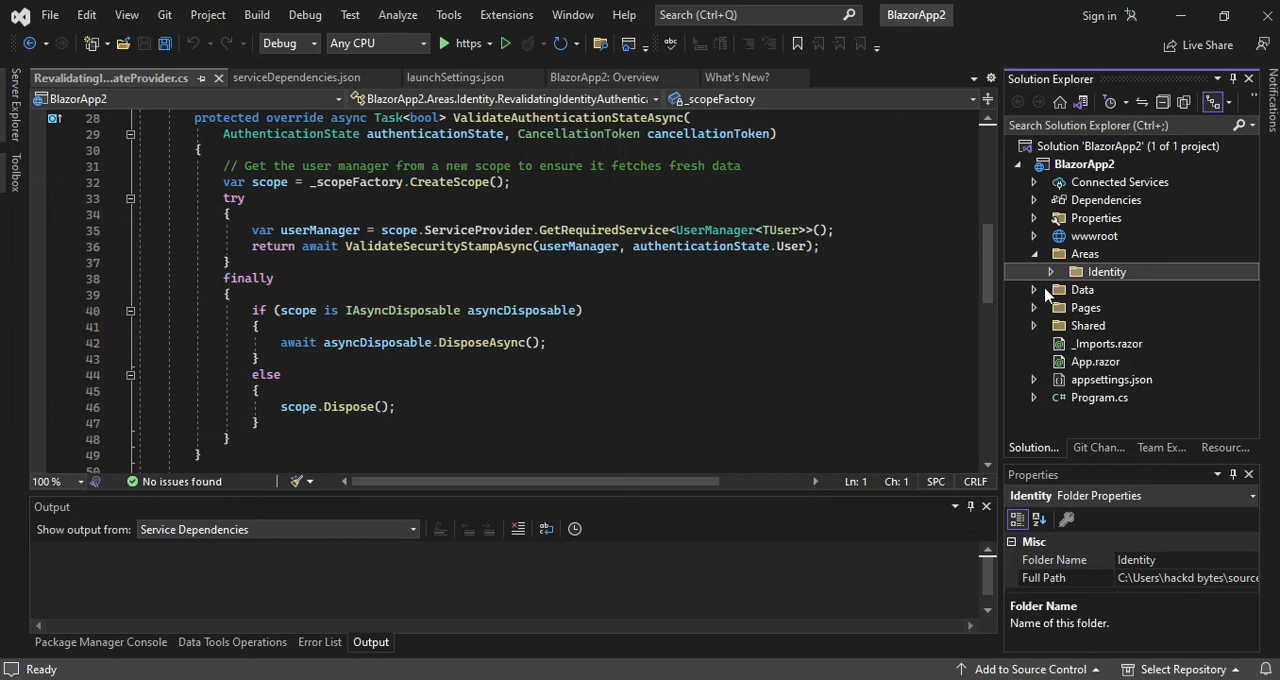 File Edit View Git Project Build Debug Test Analyze Tools Extensions Window Help Search (Ctrl+Q) BlazorApp2 Sign in
Debug Any CPU https Live Share
Server Explorer
Toolbox
RevalidatingI...ateProvider.cs serviceDependencies.json launchSettings.json BlazorApp2: Overview What's New?
BlazorApp2 BlazorApp2.Areas.Identity.RevalidatingIdentityAuthentic: _scopeFactory
28 protected override async Task<bool> ValidateAuthenticationStateAsync(
29 AuthenticationState authenticationState, CancellationToken cancellationToken)
30 {
31 // Get the user manager from a new scope to ensure it fetches fresh data
32 var scope = _scopeFactory.CreateScope();
33 try
34 {
35 var userManager = scope.ServiceProvider.GetRequiredService<UserManager<TUser>>();
36 return await ValidateSecurityStampAsync(userManager, authenticationState.User);
37 }
38 finally
39 {
40 if (scope is IAsyncDisposable asyncDisposable)
41 {
42 await asyncDisposable.DisposeAsync();
43 }
44 else
45 {
46 scope.Dispose();
47 }
48 }
49 }
50
100 % No issues found Ln: 1 Ch: 1 SPC CRLF
Output
Show output from: Service Dependencies
Package Manager Console Data Tools Operations Error List Output
Solution Explorer
Search Solution Explorer (Ctrl+;)
Solution 'BlazorApp2' (1 of 1 project)
BlazorApp2
Connected Services
Dependencies
Properties
wwwroot
Areas
Identity
Data
Pages
Shared
_Imports.razor
App.razor
appsettings.json
C# Program.cs
Solution... Git Chan... Team Ex... Resourc...
Properties
Identity Folder Properties
Misc
Folder Name Identity
Full Path C:\Users\hackd bytes\source
Folder Name
Name of this folder.
Notifications
Ready Add to Source Control Select Repository